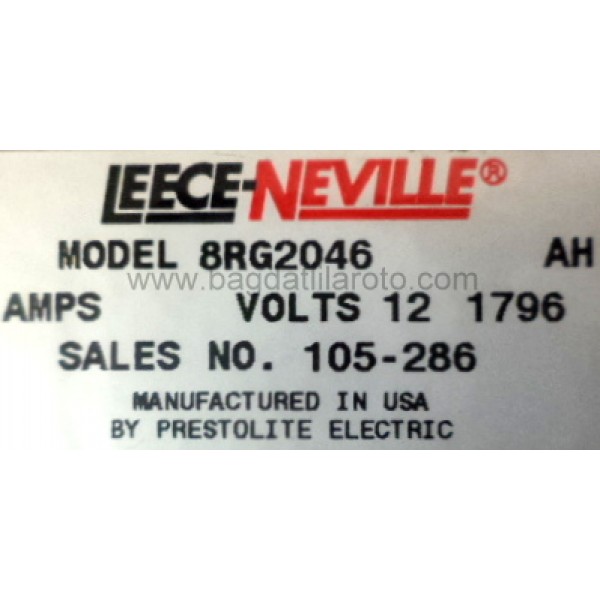 LEECE-NEVILLE®
MODEL 8RG2046 AH
www.bagdatlilaroto.com
AMPS VOLTS 12 1796
SALES NO. 105-286
MANUFACTURED IN USA
BY PRESTOLITE ELECTRIC